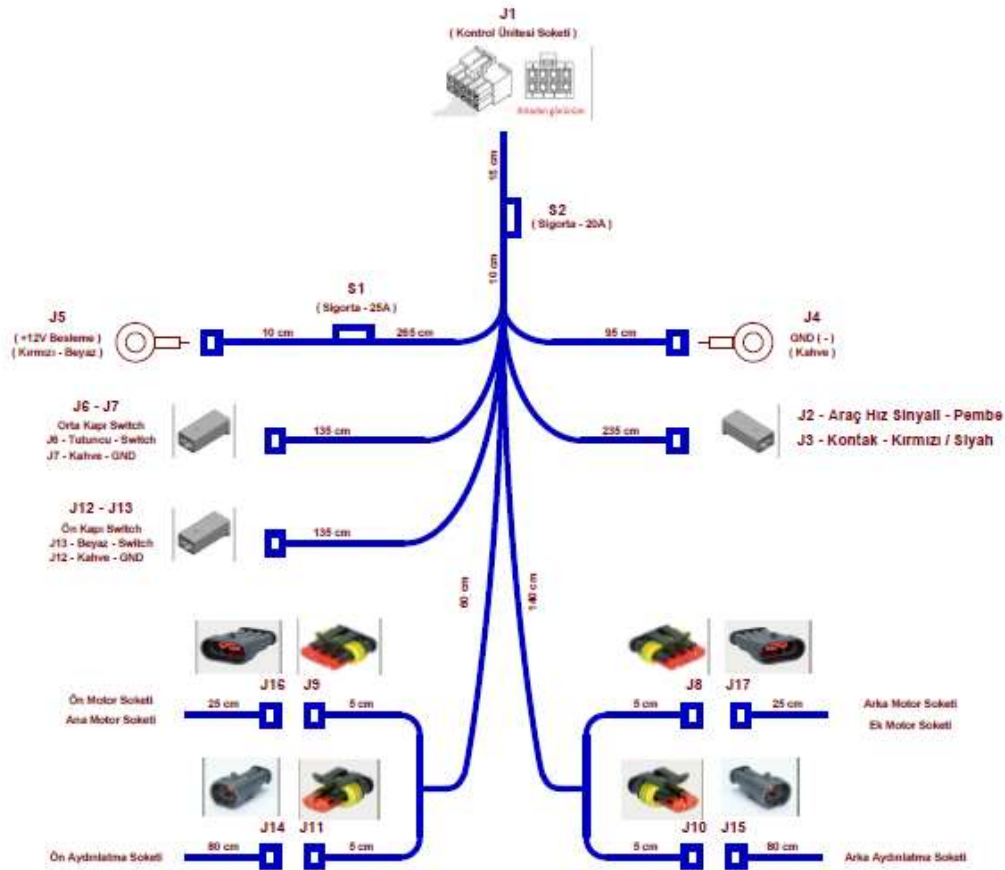 J1
( Kontrol Ünitesi Soketi )
Arkadan görünüm
15 cm
S2
( Sigorta - 20A )
10 cm
S1
( Sigorta - 25A )
J5
( +12V Besleme )
( Kırmızı - Beyaz )
10 cm
265 cm
95 cm
J4
GND ( - )
( Kahve )
J6 - J7
Orta Kapı Switch
J6 - Tutuncu - Switch
J7 - Kahve - GND
135 cm
235 cm
J2 - Araç Hız Sinyali - Pembe
J3 - Kontak - Kırmızı / Siyah
J12 - J13
Ön Kapı Switch
J13 - Beyaz - Switch
J12 - Kahve - GND
135 cm
60 cm
140 cm
J16 J9
J8 J17
Ön Motor Soketi
Ana Motor Soketi
25 cm
5 cm
5 cm
25 cm
Arka Motor Soketi
Ek Motor Soketi
J14 J11
J10 J15
Ön Aydınlatma Soketi
80 cm
5 cm
5 cm
80 cm
Arka Aydınlatma Soketi